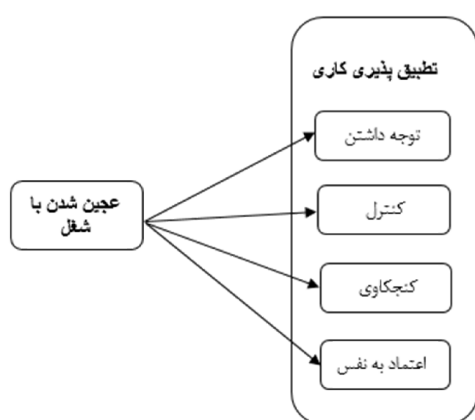 تطبیق پذیری کاری
توجه داشتن
کنترل
کنجکاوی
اعتماد به نفس
عجین شدن با
شغل